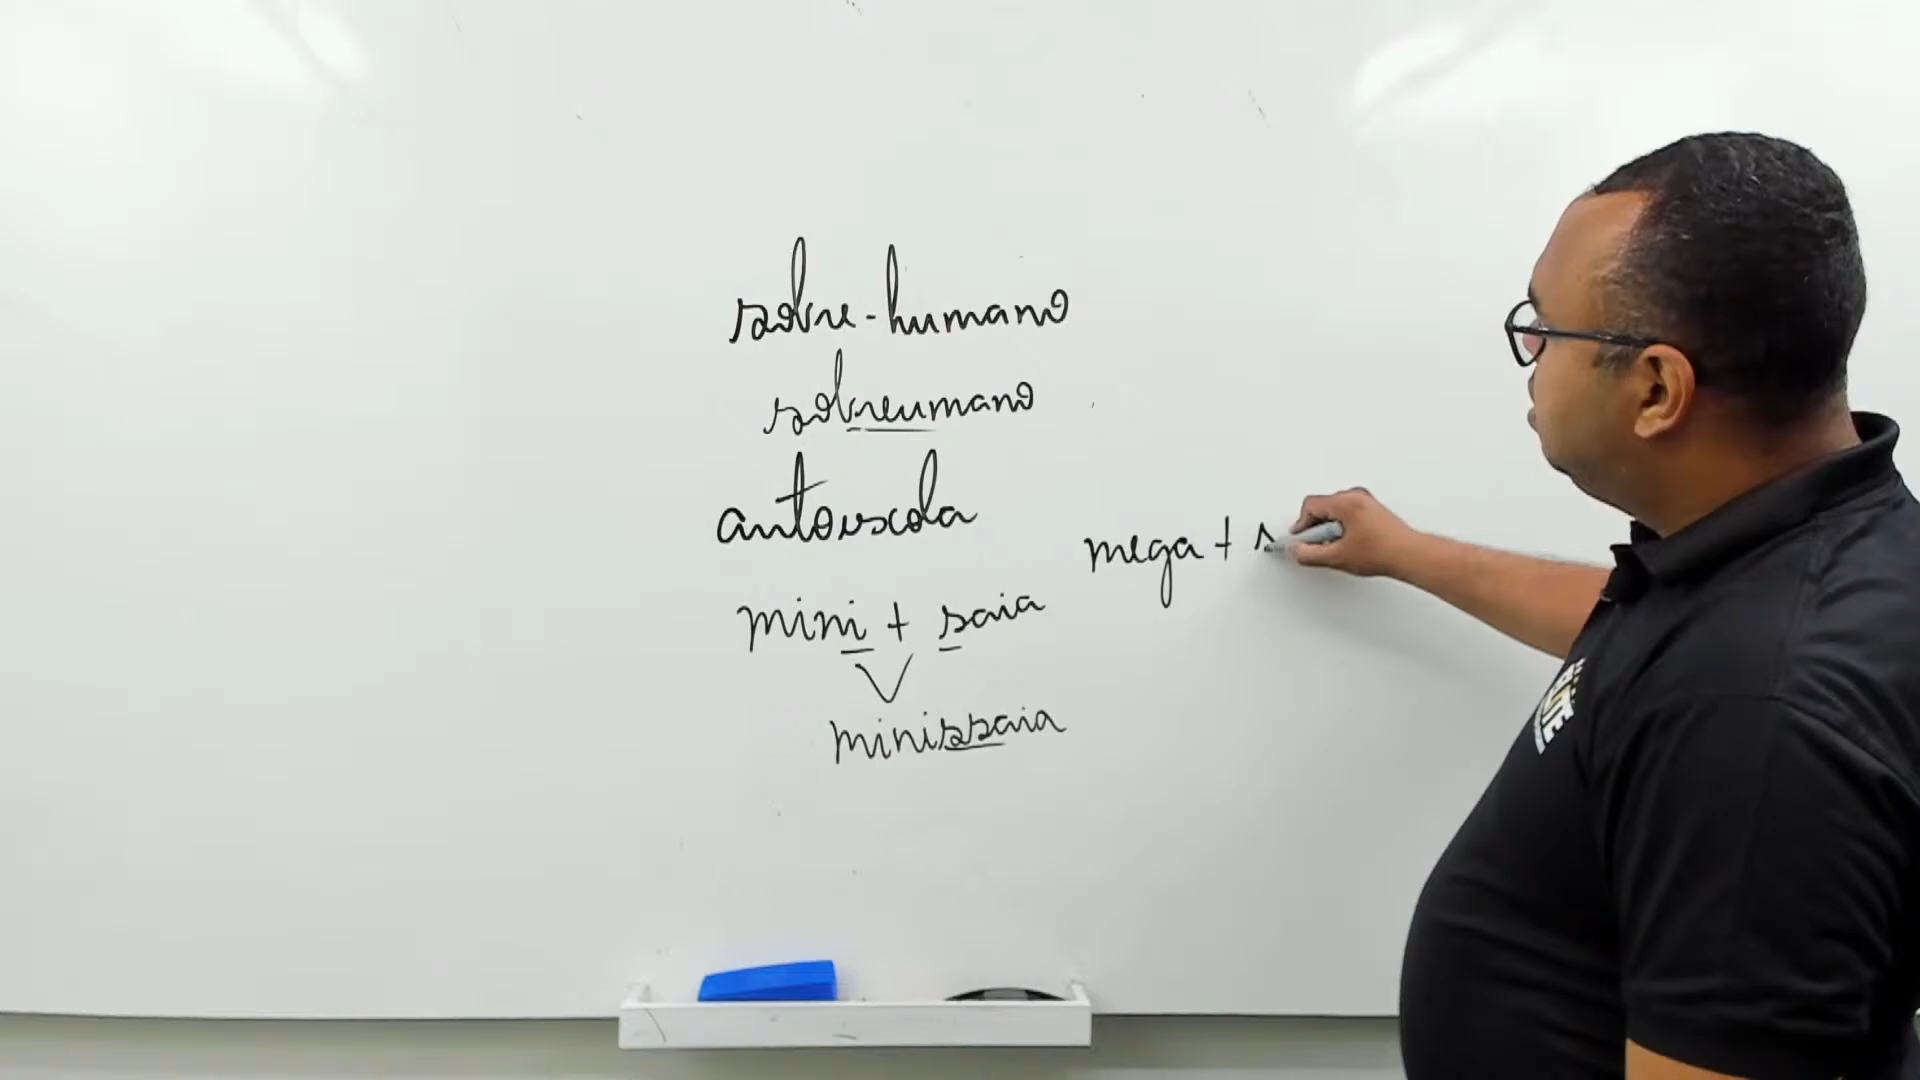 sobre-humano
sobreumano
autoescola
mega + s
mini + saia
minissaia